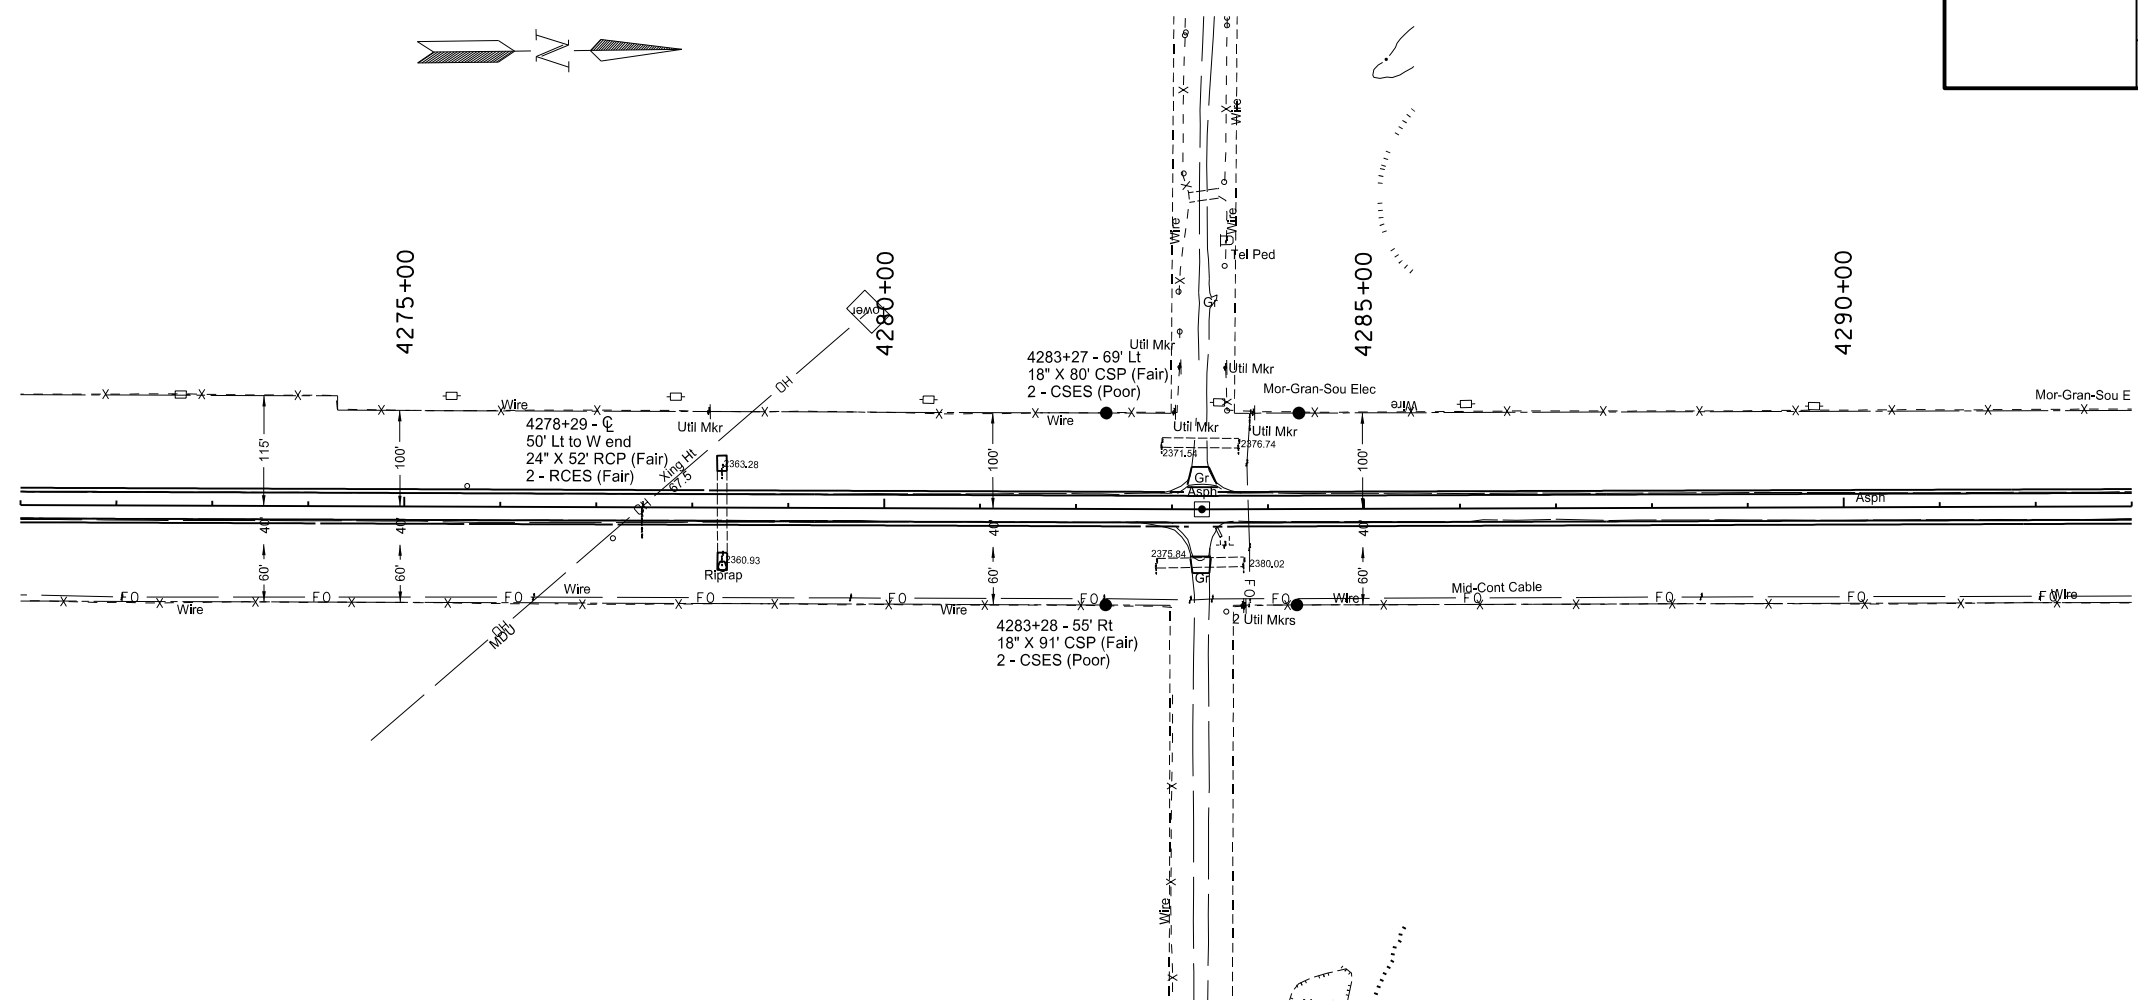 N
Wire
Wire
Wire
Tel Ped
Gr
4275+00
4280+00
4285+00
4290+00
Tower
OH
Util Mkr
4283+27 - 69' Lt
18" X 80' CSP (Fair)
2 - CSES (Poor)
Util Mkr
Mor-Gran-Sou Elec
Mor-Gran-Sou E
Wire
Wire
Wire
Util Mkr
Util Mkr
Util Mkr
4278+29 - ℄
50' Lt to W end
24" X 52' RCP (Fair)
2 - RCES (Fair)
115'
100'
100'
100'
Xing Ht
67.5
2363.28
2371.54
2376.74
Gr
Asph
Asph
OH
40'
40'
40'
40'
60'
60'
60'
60'
2360.93
Riprap
2375.84
2380.02
Gr
FO
Wire
Mid-Cont Cable
FO
FO
FO
FO
FO
FO
FO
FO
FO
FO
Wire
Wire
Wire
Wire
OH
MDU
4283+28 - 55' Rt
18" X 91' CSP (Fair)
2 - CSES (Poor)
2 Util Mkrs
Wire